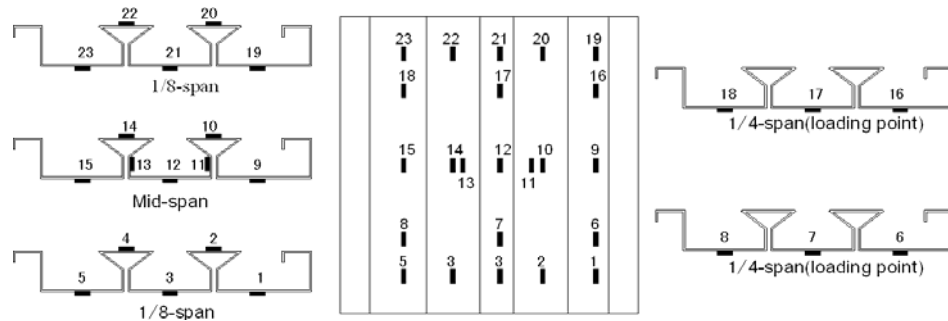 22 20
23 21 19
1/8-span
14 10
15 13 12 11 9
Mid-span
4 2
5 3 1
1/8-span
23 22 21 20 19
18 17 16
15 14 12 10 9
13 11
8 7 6
5 3 3 2 1
18 17 16
1/4-span(loading point)
8 7 6
1/4-span(loading point)